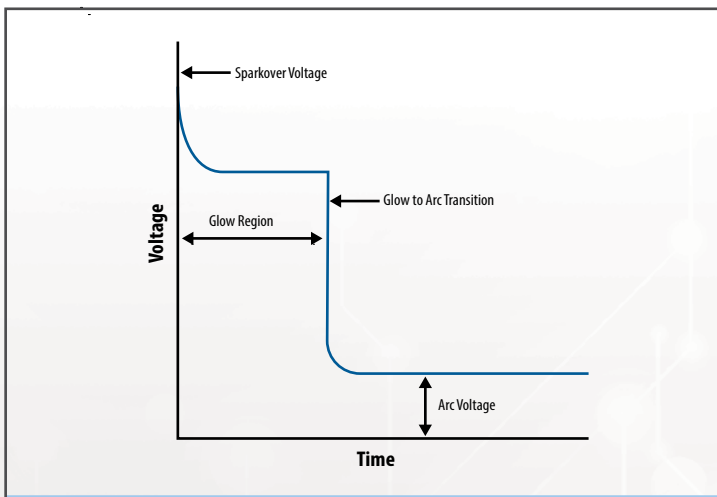 Sparkover Voltage
Glow to Arc Transition
Glow Region
Voltage
Arc Voltage
Time